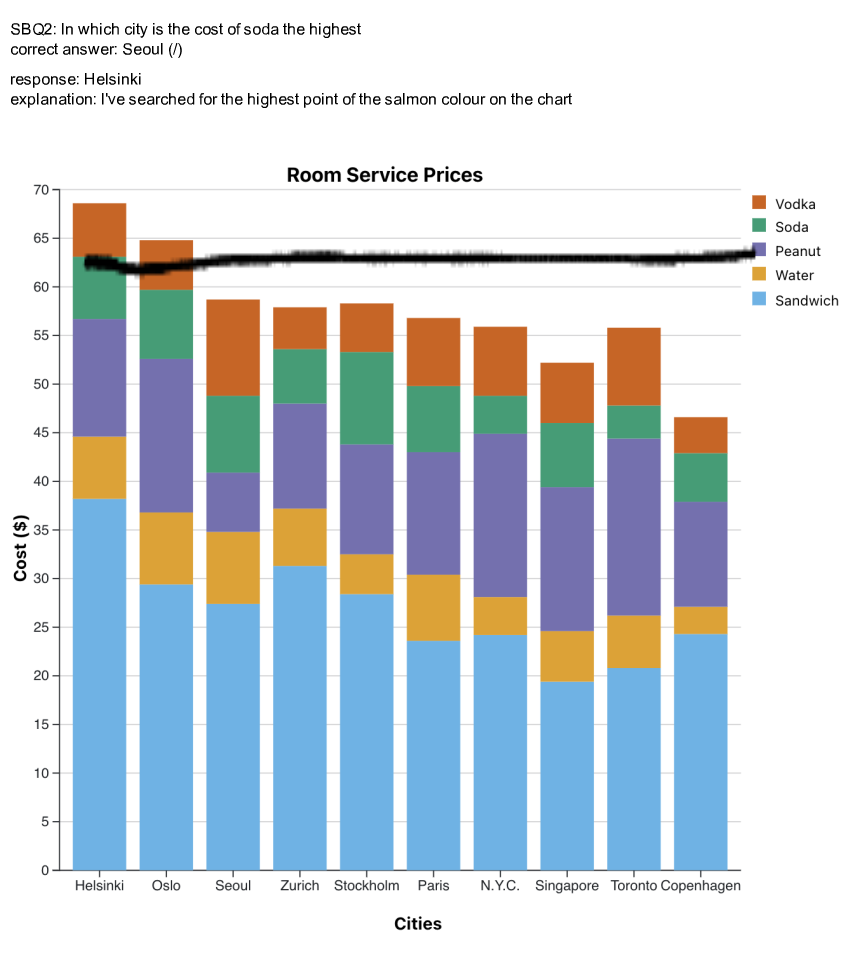 SBQ2: In which city is the cost of soda the highest
correct answer: Seoul (/)
response: Helsinki
explanation: I've searched for the highest point of the salmon colour on the chart
Room Service Prices
70
65
60
55
50
45
40
35
30
25
20
15
10
5
0
Cost ($)
Vodka
Soda
Peanut
Water
Sandwich
Helsinki Oslo Seoul Zurich Stockholm Paris N.Y.C. Singapore Toronto Copenhagen
Cities